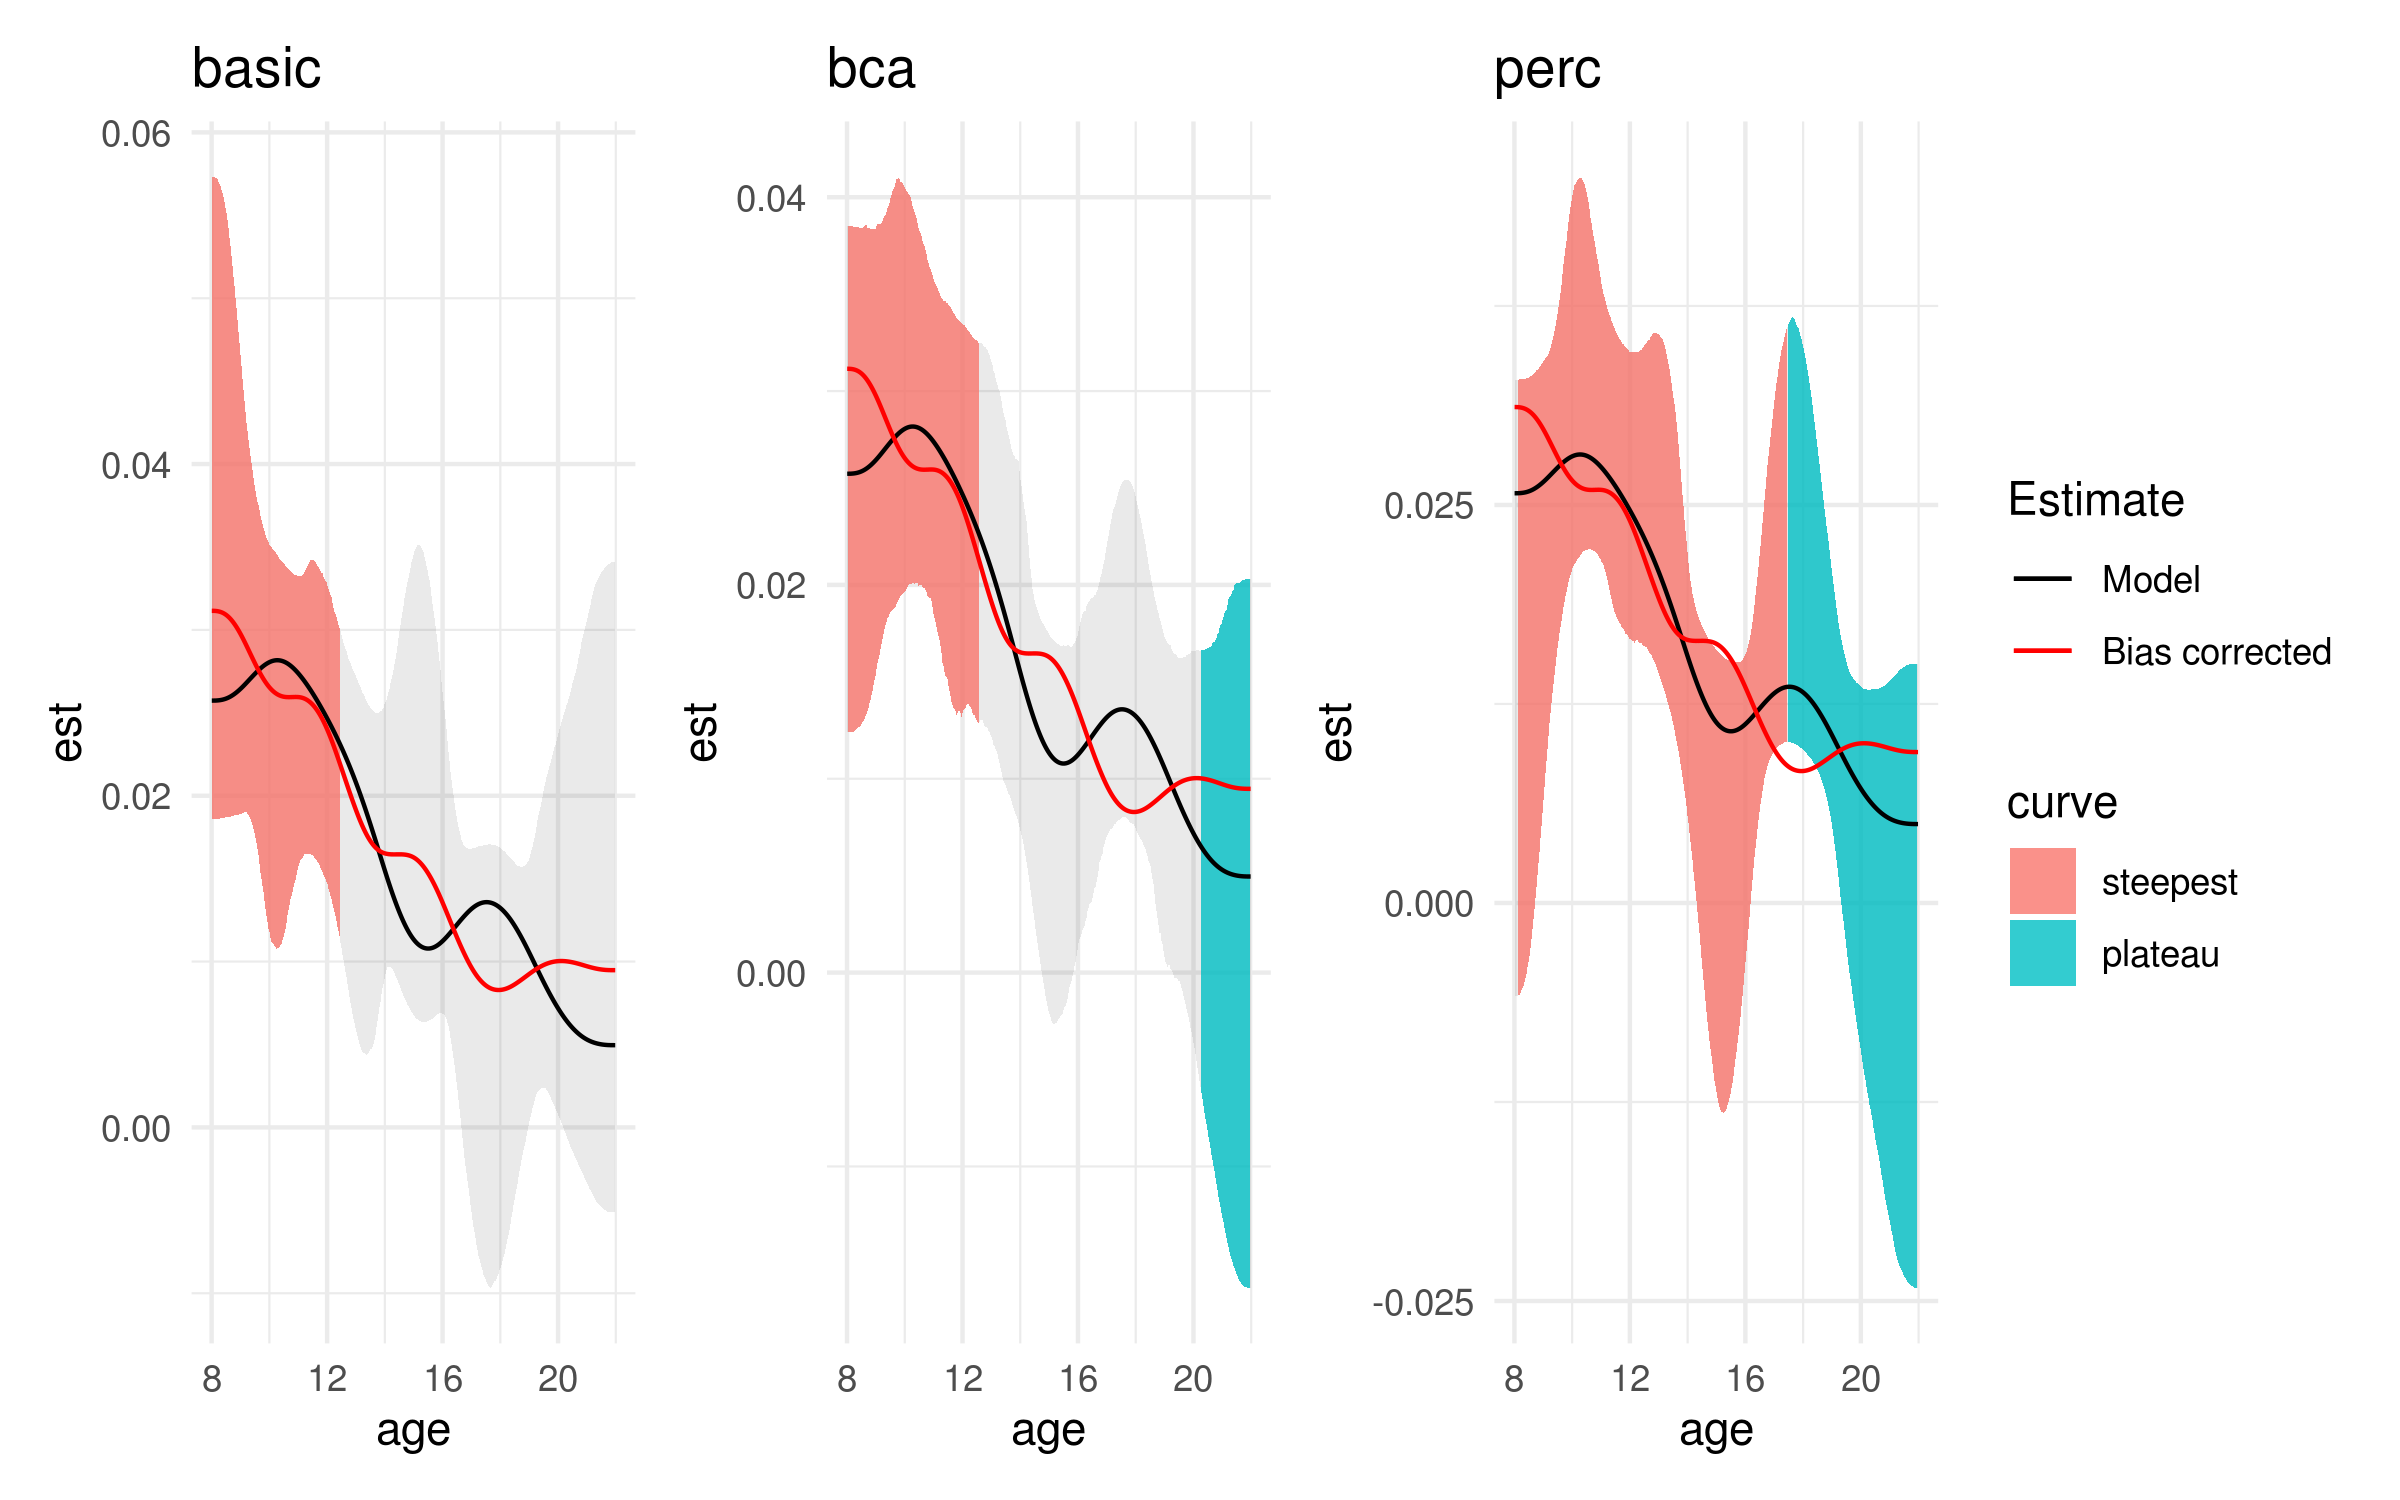 basic
0.06
0.04
0.02
0.00
est
8 12 16 20
age
bca
0.04
0.02
0.00
est
8 12 16 20
age
perc
0.025
0.000
-0.025
est
8 12 16 20
age
Estimate
Model
Bias corrected
curve
steepest
plateau